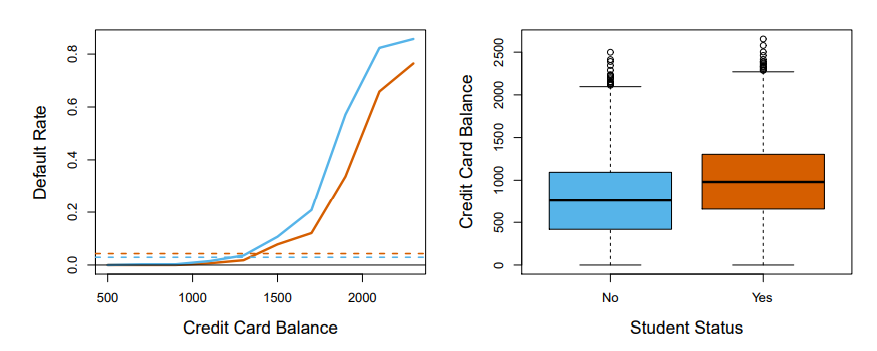 Default Rate
0.0 0.2 0.4 0.6 0.8
500 1000 1500 2000
Credit Card Balance
Credit Card Balance
0 500 1000 1500 2000 2500
No Yes
Student Status